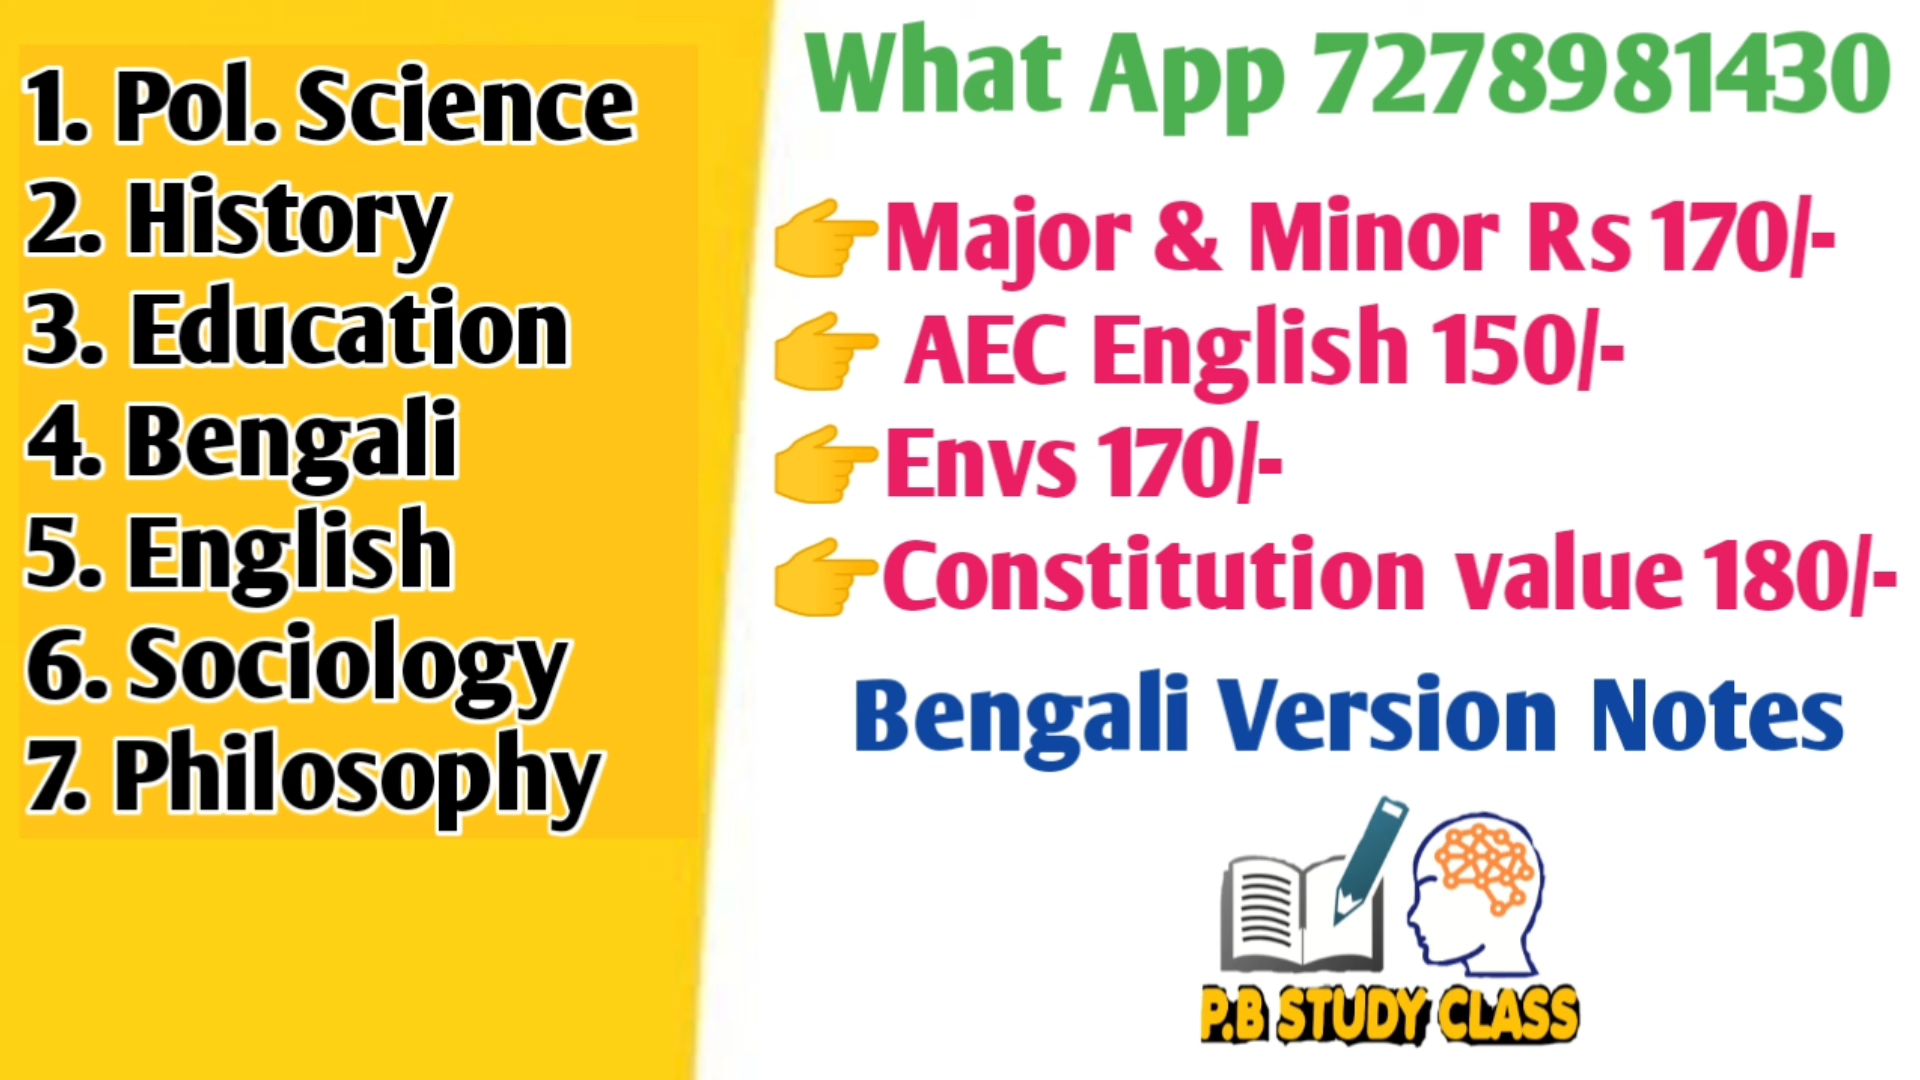 1. Pol. Science
2. History
3. Education
4. Bengali
5. English
6. Sociology
7. Philosophy
What App 7278981430
👉Major & Minor Rs 170/-
👉 AEC English 150/-
👉Envs 170/-
👉Constitution value 180/-
Bengali Version Notes
P.B STUDY CLASS